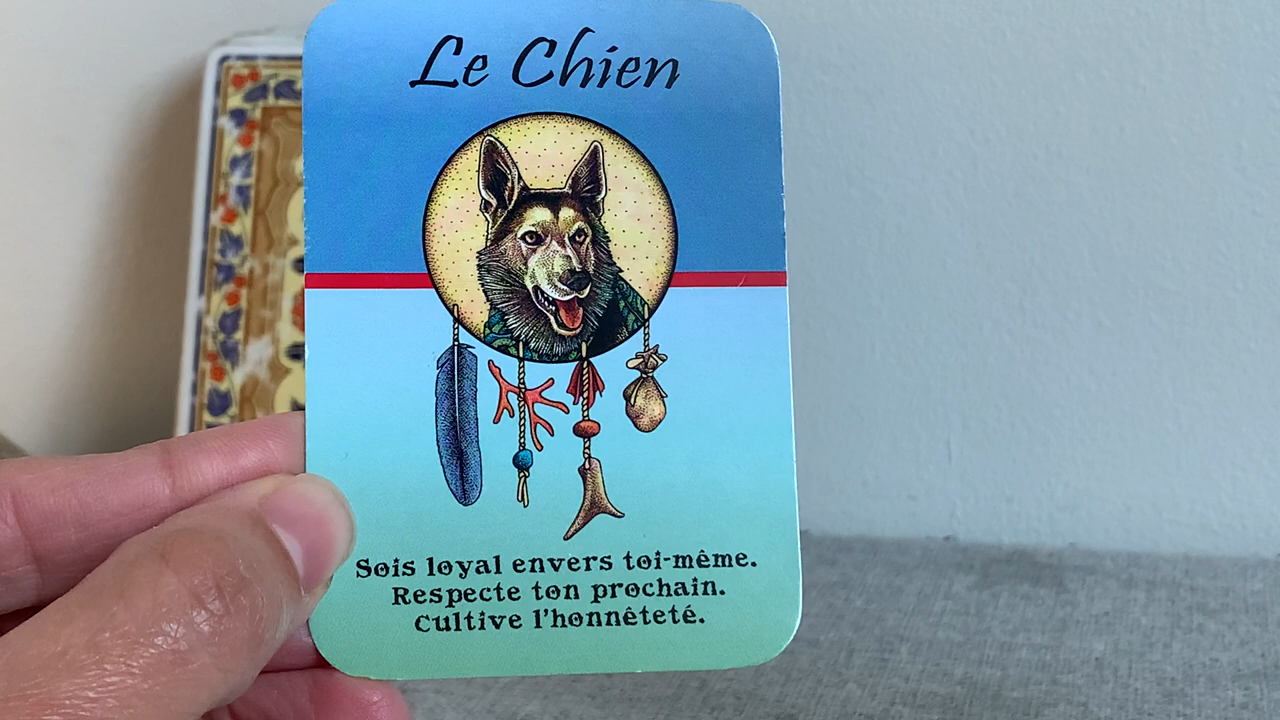 Le Chien
Sois loyal envers toi-même.
Respecte ton prochain.
Cultive l'honnêteté.